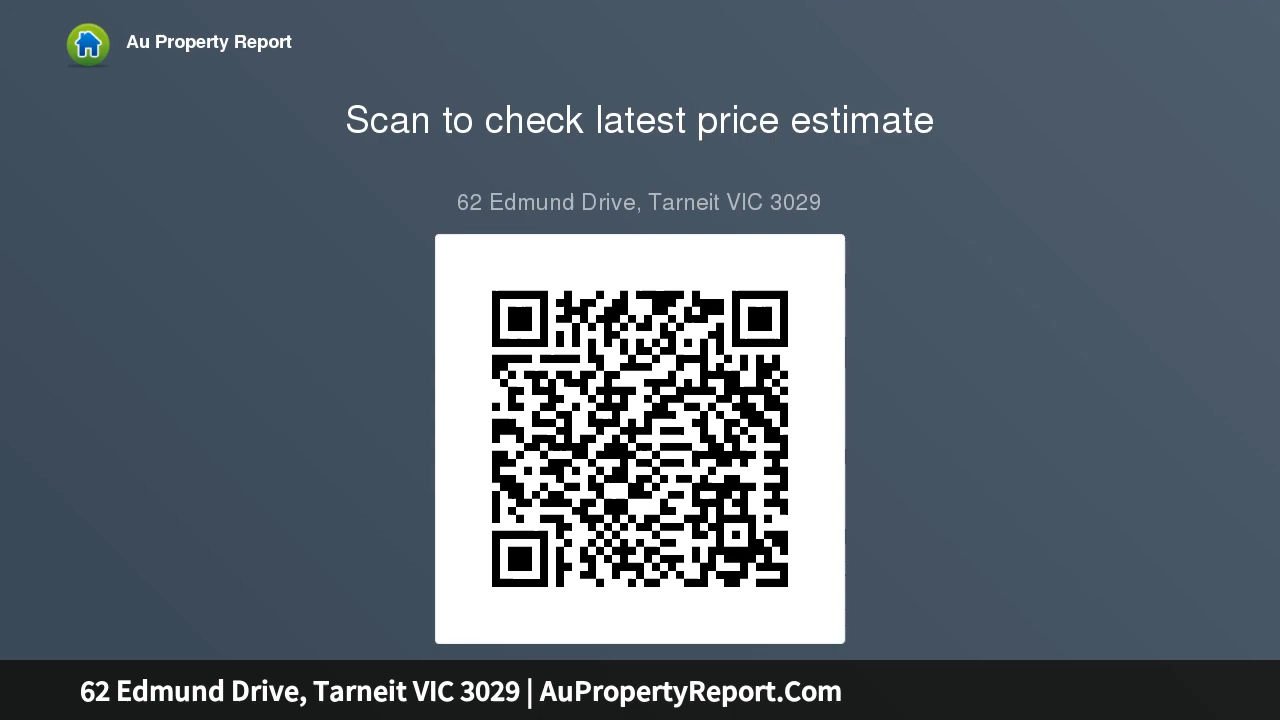 Au Property Report
Scan to check latest price estimate
62 Edmund Drive, Tarneit VIC 3029
62 Edmund Drive, Tarneit VIC 3029 | AuPropertyReport.Com